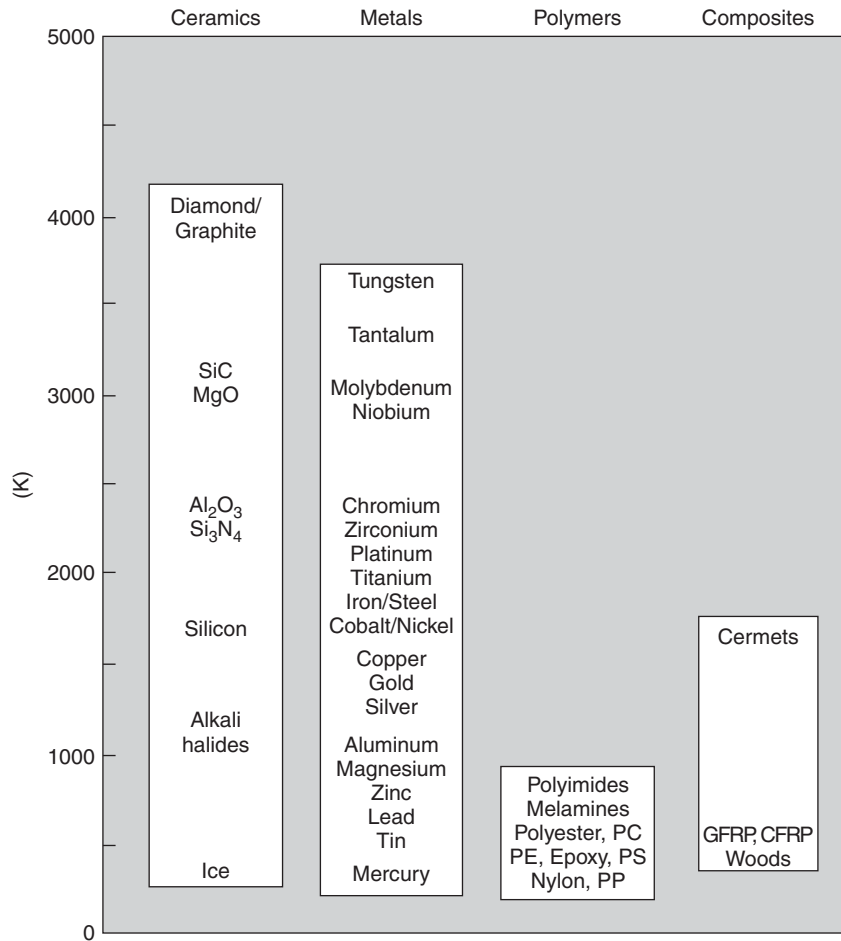 Ceramics Metals Polymers Composites
5000
4000
3000
2000
1000
0
(K)
Diamond/
Graphite
SiC
MgO
Al₂O₃
Si₃N₄
Silicon
Alkali
halides
Ice
Tungsten
Tantalum
Molybdenum
Niobium
Chromium
Zirconium
Platinum
Titanium
Iron/Steel
Cobalt/Nickel
Copper
Gold
Silver
Aluminum
Magnesium
Zinc
Lead
Tin
Mercury
Polyimides
Melamines
Polyester, PC
PE, Epoxy, PS
Nylon, PP
Cermets
GFRP, CFRP
Woods